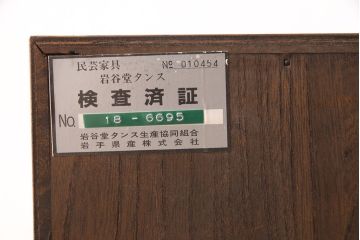 民芸家具 № 010454
岩谷堂タンス
検査済証
No. 18-6695
岩谷堂タンス生産協同組合
岩手県産株式会社